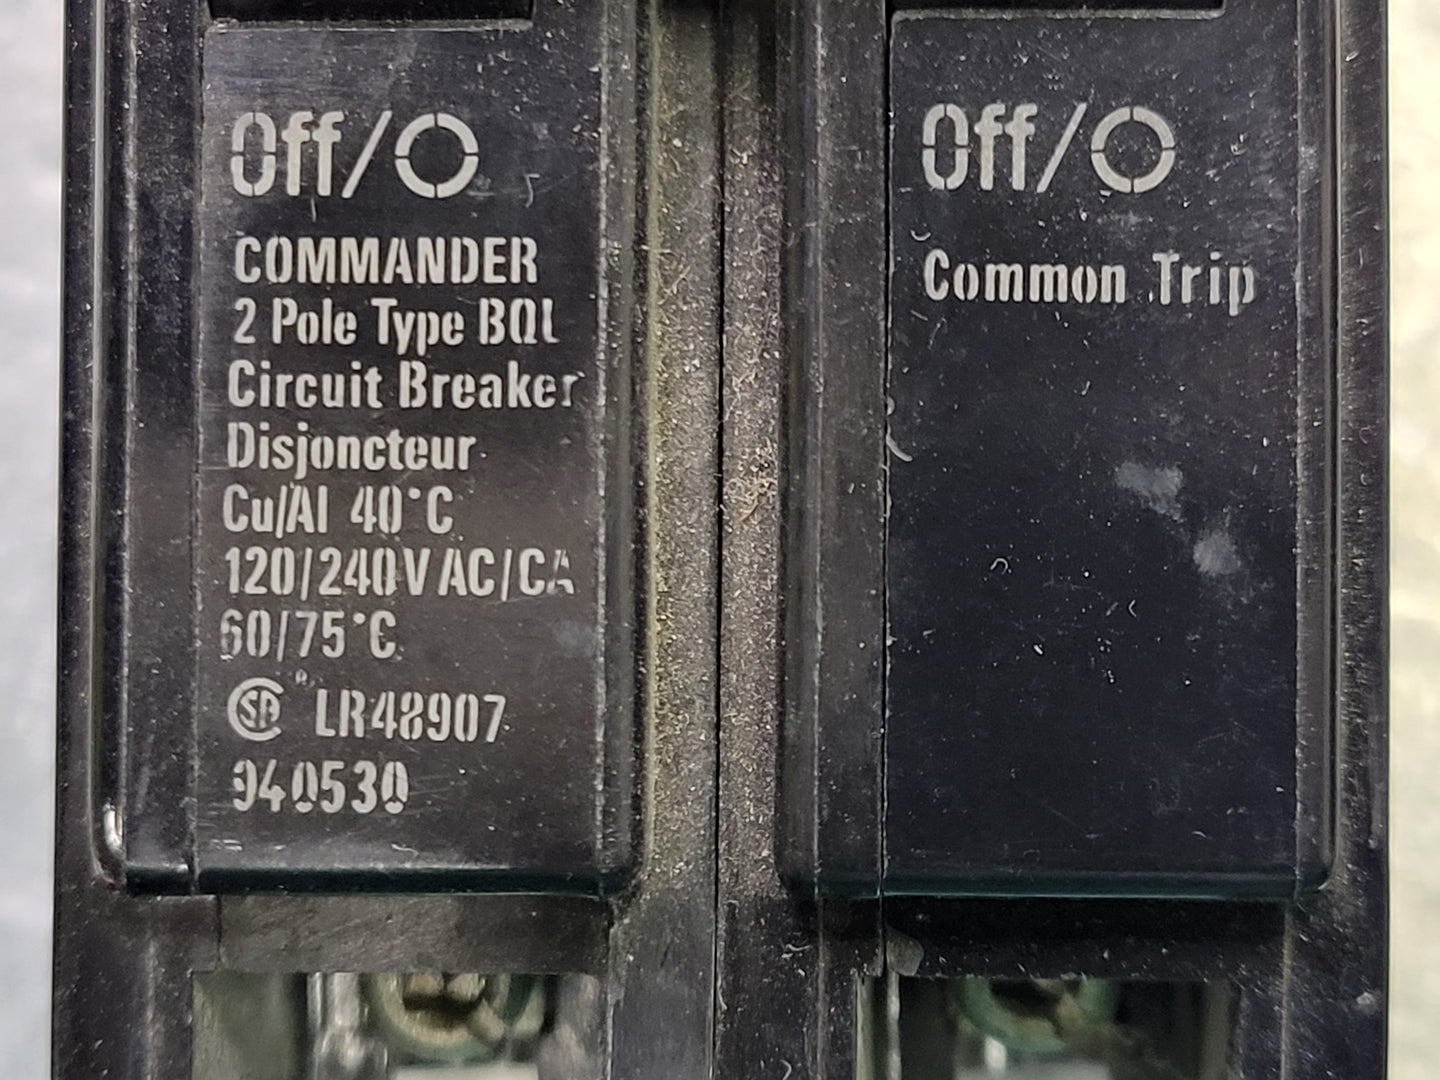 Off/O
COMMANDER
2 Pole Type BQL
Circuit Breaker
Disjoncteur
Cu/Al 40°C
120/240V AC/CA
60/75°C
SA® LR48907
940530
Off/O
Common Trip